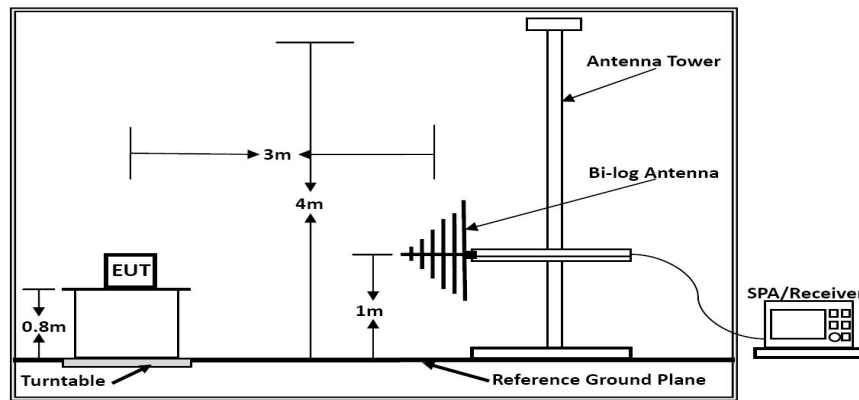 Antenna Tower
3m
Bi-log Antenna
4m
EUT
1m
0.8m
SPA/Receiver
Turntable
Reference Ground Plane